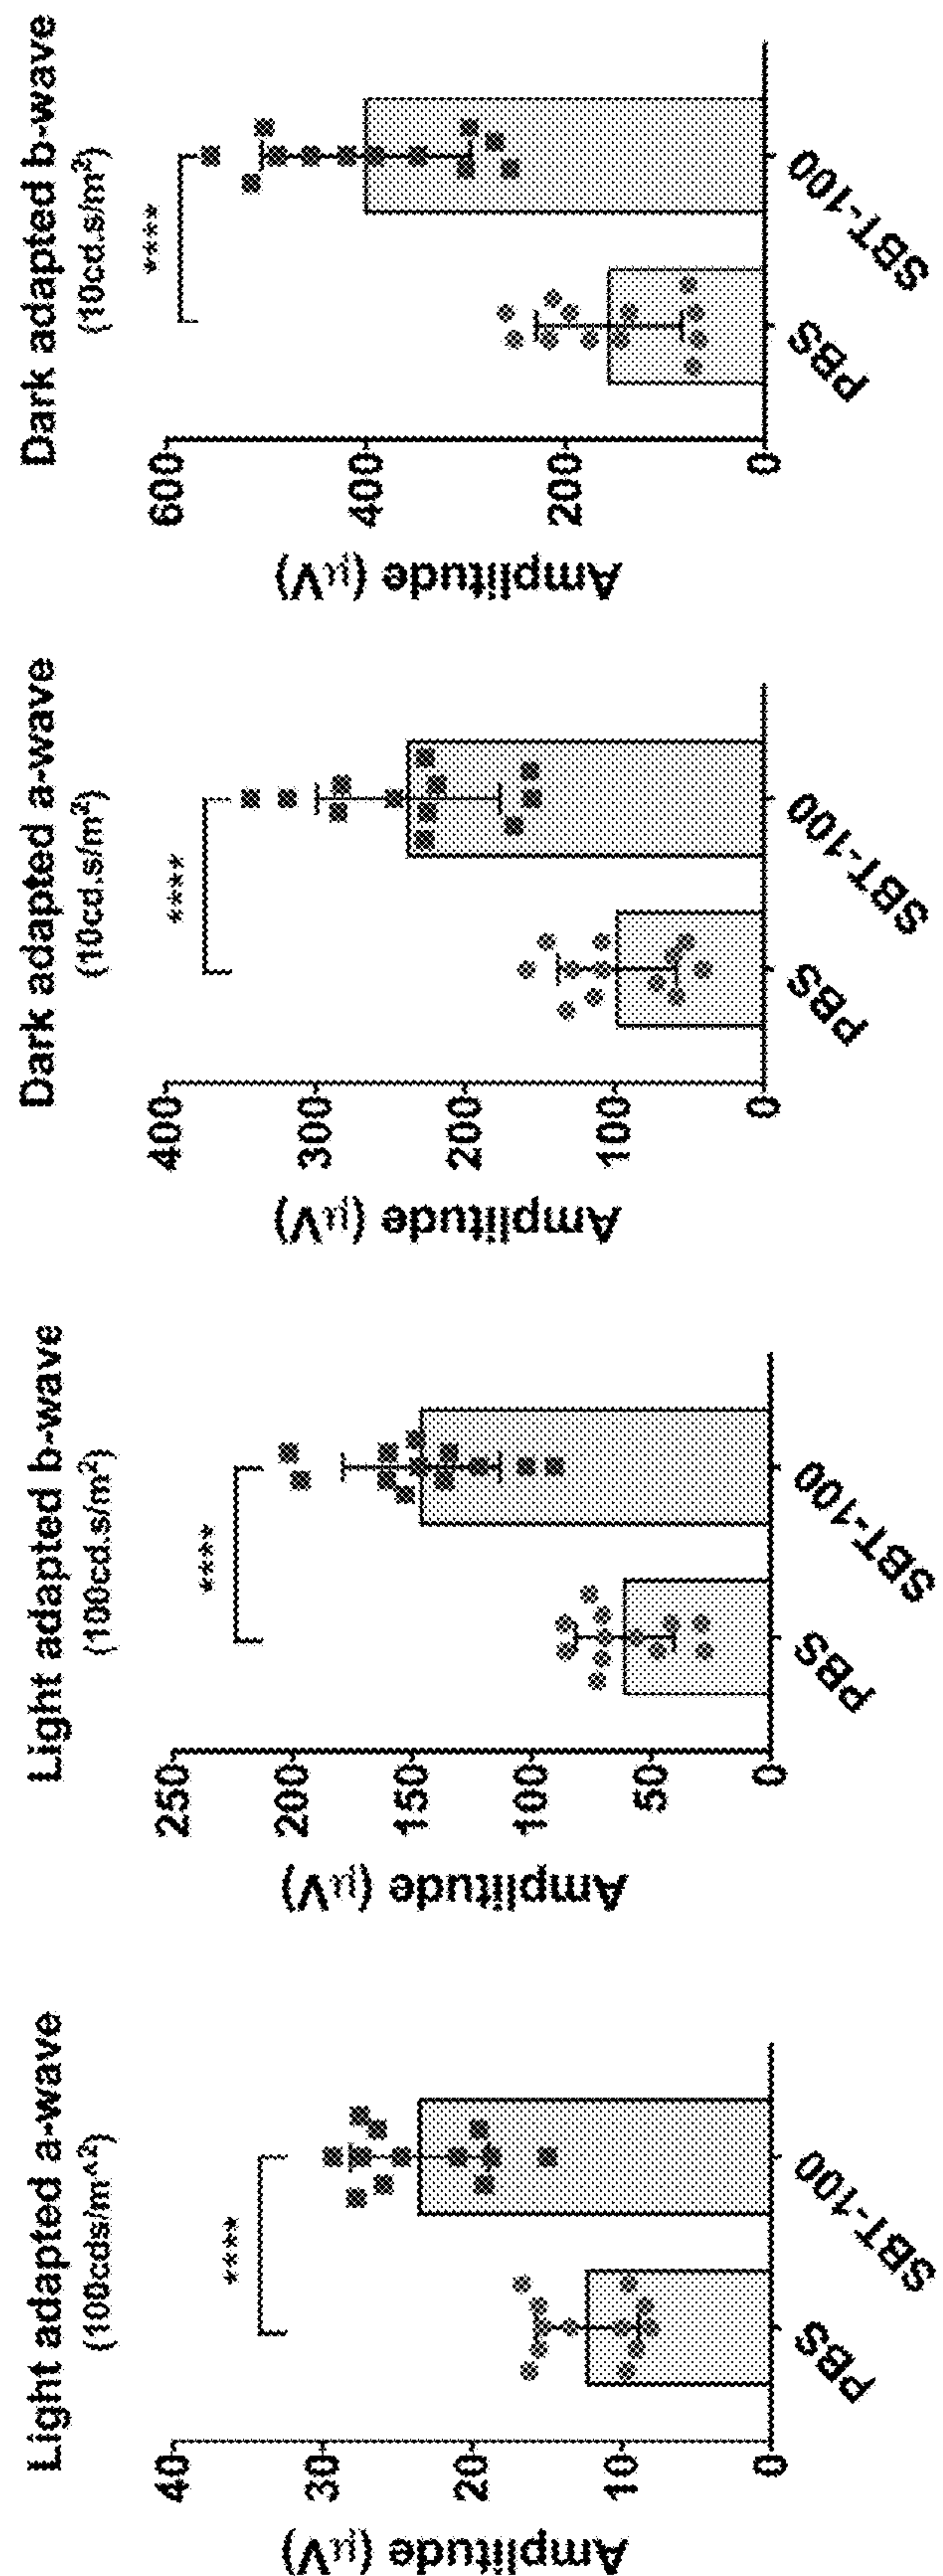 Light adapted a-wave
(100cds/m^2)
****
Amplitude (µV)
40
30
20
10
0
PBS
SBT-100
Light adapted b-wave
(100cd.s/m²)
****
Amplitude (µV)
250
200
150
100
50
0
PBS
SBT-100
Dark adapted a-wave
(10cd.s/m²)
****
Amplitude (µV)
400
300
200
100
0
PBS
SBT-100
Dark adapted b-wave
(10cd.s/m²)
****
Amplitude (µV)
600
400
200
0
PBS
SBT-100